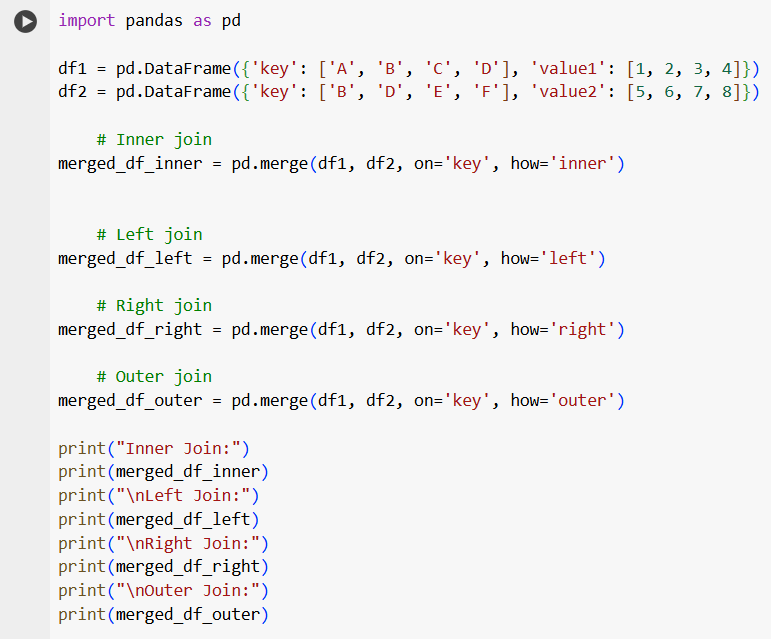 import pandas as pd
df1 = pd.DataFrame({'key': ['A', 'B', 'C', 'D'], 'value1': [1, 2, 3, 4]})
df2 = pd.DataFrame({'key': ['B', 'D', 'E', 'F'], 'value2': [5, 6, 7, 8]})
    # Inner join
merged_df_inner = pd.merge(df1, df2, on='key', how='inner')
    # Left join
merged_df_left = pd.merge(df1, df2, on='key', how='left')
    # Right join
merged_df_right = pd.merge(df1, df2, on='key', how='right')
    # Outer join
merged_df_outer = pd.merge(df1, df2, on='key', how='outer')
print("Inner Join:")
print(merged_df_inner)
print("\nLeft Join:")
print(merged_df_left)
print("\nRight Join:")
print(merged_df_right)
print("\nOuter Join:")
print(merged_df_outer)